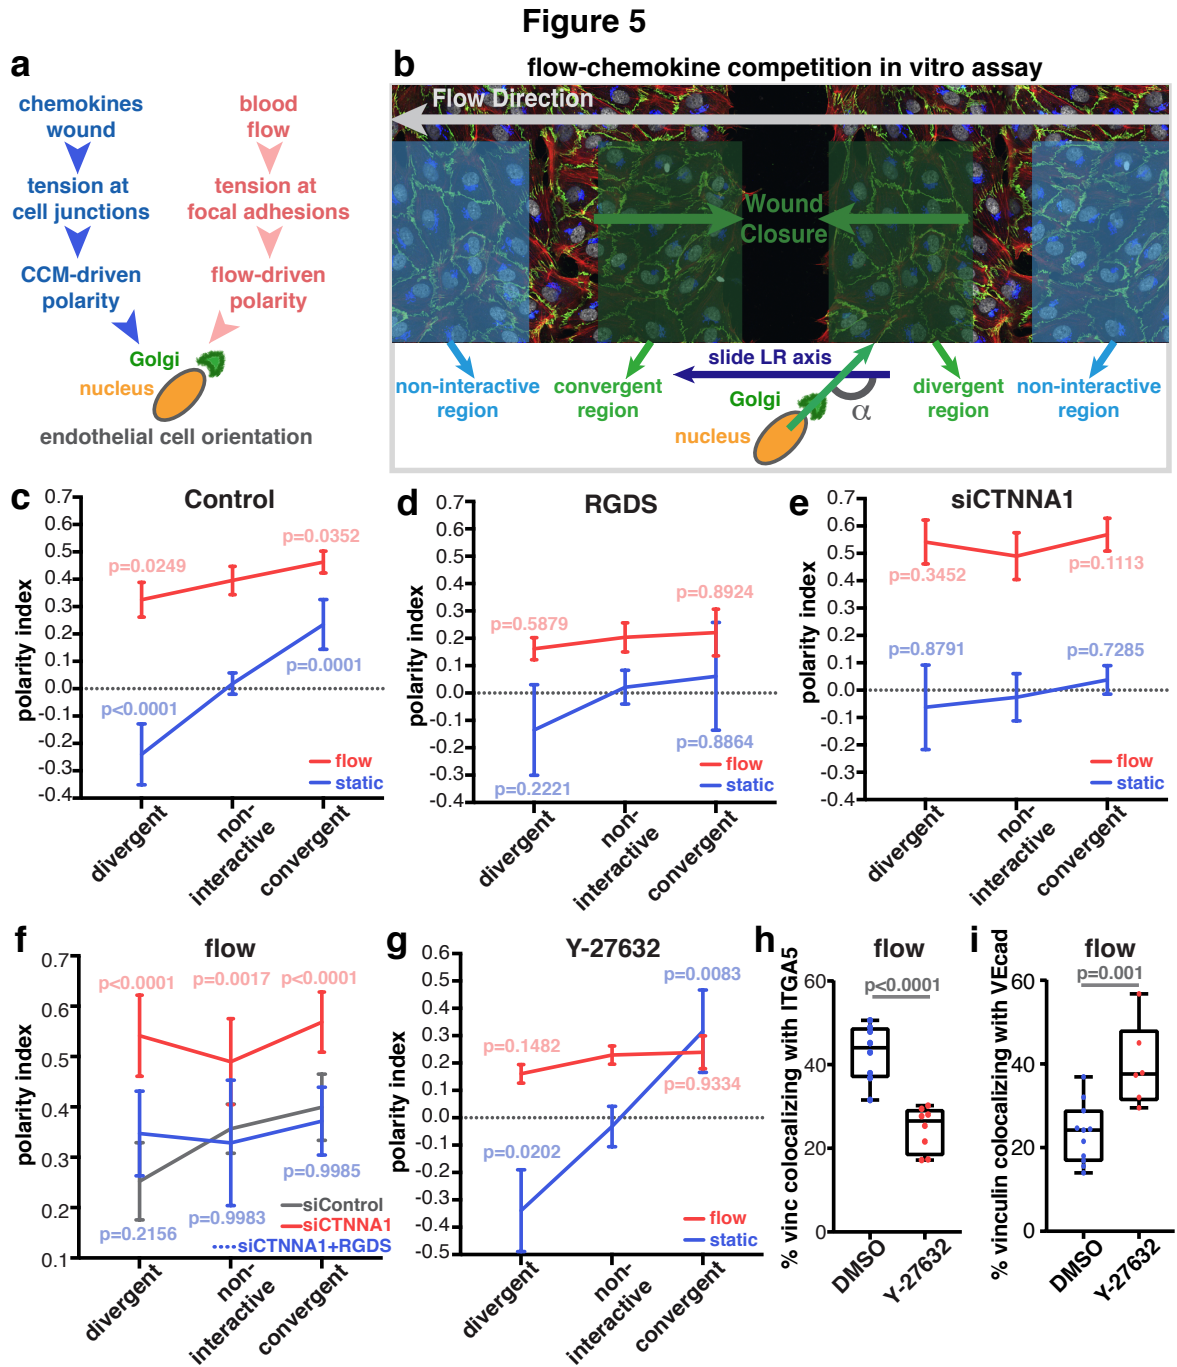 Figure 5
a
chemokines
wound
blood
flow
tension at
cell junctions
tension at
focal adhesions
CCM-driven
polarity
flow-driven
polarity
Golgi
nucleus
endothelial cell orientation
b
flow-chemokine competition in vitro assay
Flow Direction
Wound
Closure
slide LR axis
non-interactive
region
convergent
region
Golgi
nucleus
α
divergent
region
non-interactive
region
c
Control
polarity index
0.7
0.6
0.5
0.4
0.3
0.2
0.1
0.0
-0.1
-0.2
-0.3
-0.4
p=0.0249
p=0.0352
p<0.0001
p=0.0001
flow
static
divergent
non-
interactive
convergent
d
RGDS
polarity index
0.7
0.6
0.5
0.4
0.3
0.2
0.1
0.0
-0.1
-0.2
-0.3
-0.4
p=0.5879
p=0.8924
p=0.2221
p=0.8864
flow
static
divergent
non-
interactive
convergent
e
siCTNNA1
polarity index
0.7
0.6
0.5
0.4
0.3
0.2
0.1
0.0
-0.1
-0.2
-0.3
-0.4
p=0.3452
p=0.1113
p=0.8791
p=0.7285
flow
static
divergent
non-
interactive
convergent
f
flow
polarity index
0.7
0.6
0.5
0.4
0.3
0.2
0.1
p<0.0001
p=0.0017
p<0.0001
p=0.2156
p=0.9983
p=0.9985
siControl
siCTNNA1
siCTNNA1+RGDS
divergent
non-
interactive
convergent
g
Y-27632
polarity index
0.6
0.5
0.4
0.3
0.2
0.1
0.0
-0.1
-0.2
-0.3
-0.4
-0.5
p=0.1482
p=0.0083
p=0.9334
p=0.0202
flow
static
divergent
non-
interactive
convergent
h
flow
% vinc colocalizing with ITGA5
60
40
20
0
p<0.0001
DMSO
Y-27632
i
flow
% vinculin colocalizing with VEcad
60
40
20
0
p=0.001
DMSO
Y-27632